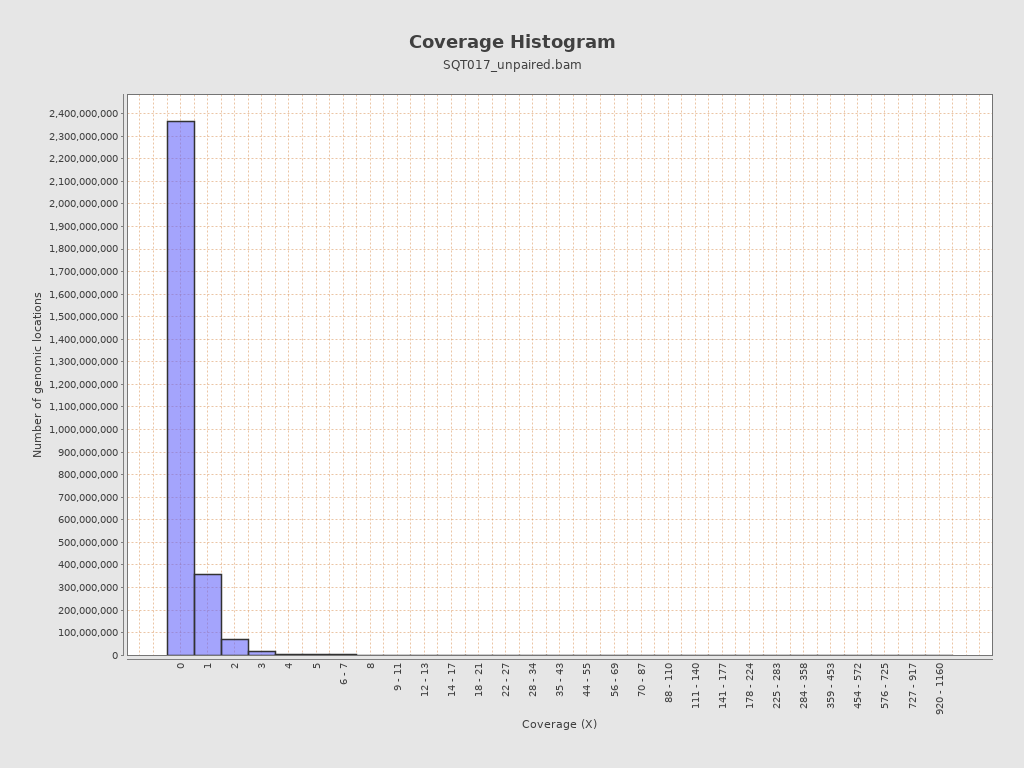 Coverage Histogram
SQT017_unpaired.bam
2,400,000,000
2,300,000,000
2,200,000,000
2,100,000,000
2,000,000,000
1,900,000,000
1,800,000,000
1,700,000,000
1,600,000,000
1,500,000,000
1,400,000,000
1,300,000,000
1,200,000,000
1,100,000,000
1,000,000,000
900,000,000
800,000,000
700,000,000
600,000,000
500,000,000
400,000,000
300,000,000
200,000,000
100,000,000
0
Number of genomic locations
0
1
2
3
4
5
6 - 7
8
9 - 11
12 - 13
14 - 17
18 - 21
22 - 27
28 - 34
35 - 43
44 - 55
56 - 69
70 - 87
88 - 110
111 - 140
141 - 177
178 - 224
225 - 283
284 - 358
359 - 453
454 - 572
576 - 725
727 - 917
920 - 1160
Coverage (X)